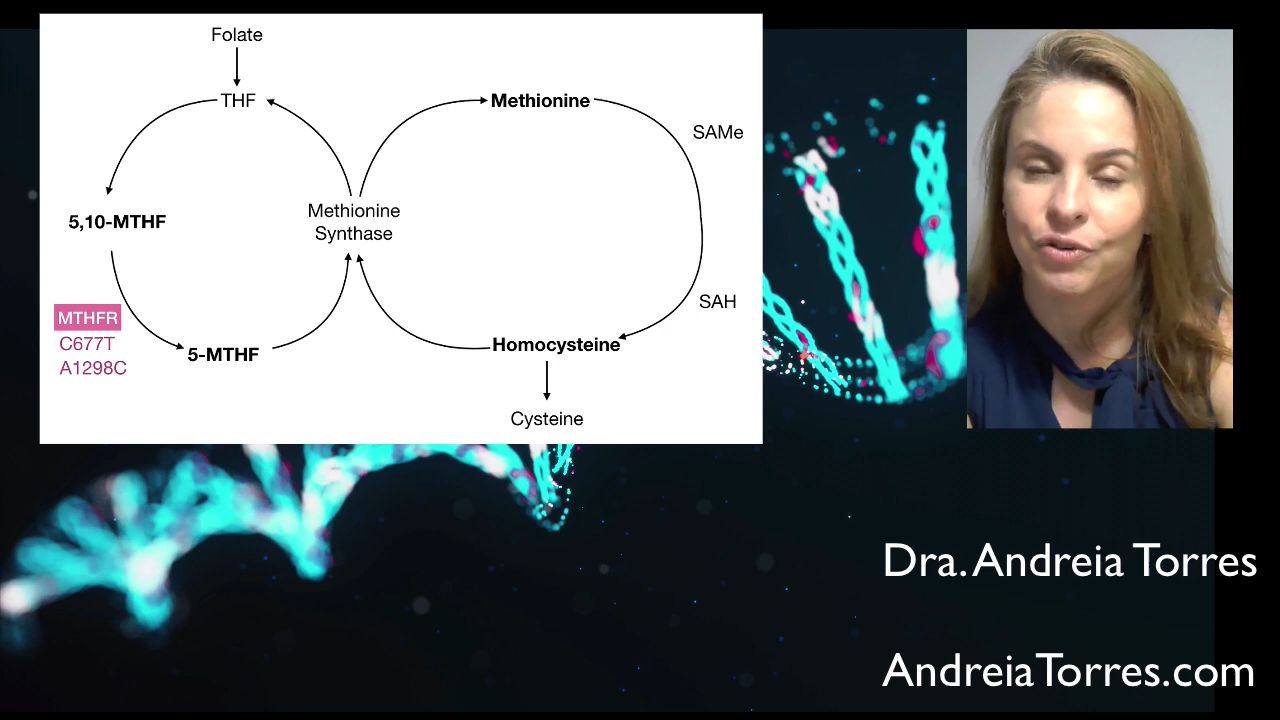 Folate
THF
Methionine
SAMe
5,10-MTHF
Methionine
Synthase
MTHFR
C677T
A1298C
5-MTHF
SAH
Homocysteine
Cysteine
Dra. Andreia Torres
AndreiaTorres.com